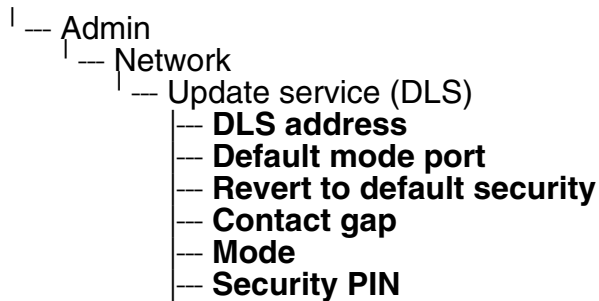 | --- Admin
| --- Network
| --- Update service (DLS)
|--- DLS address
|--- Default mode port
|--- Revert to default security
|--- Contact gap
|--- Mode
|--- Security PIN